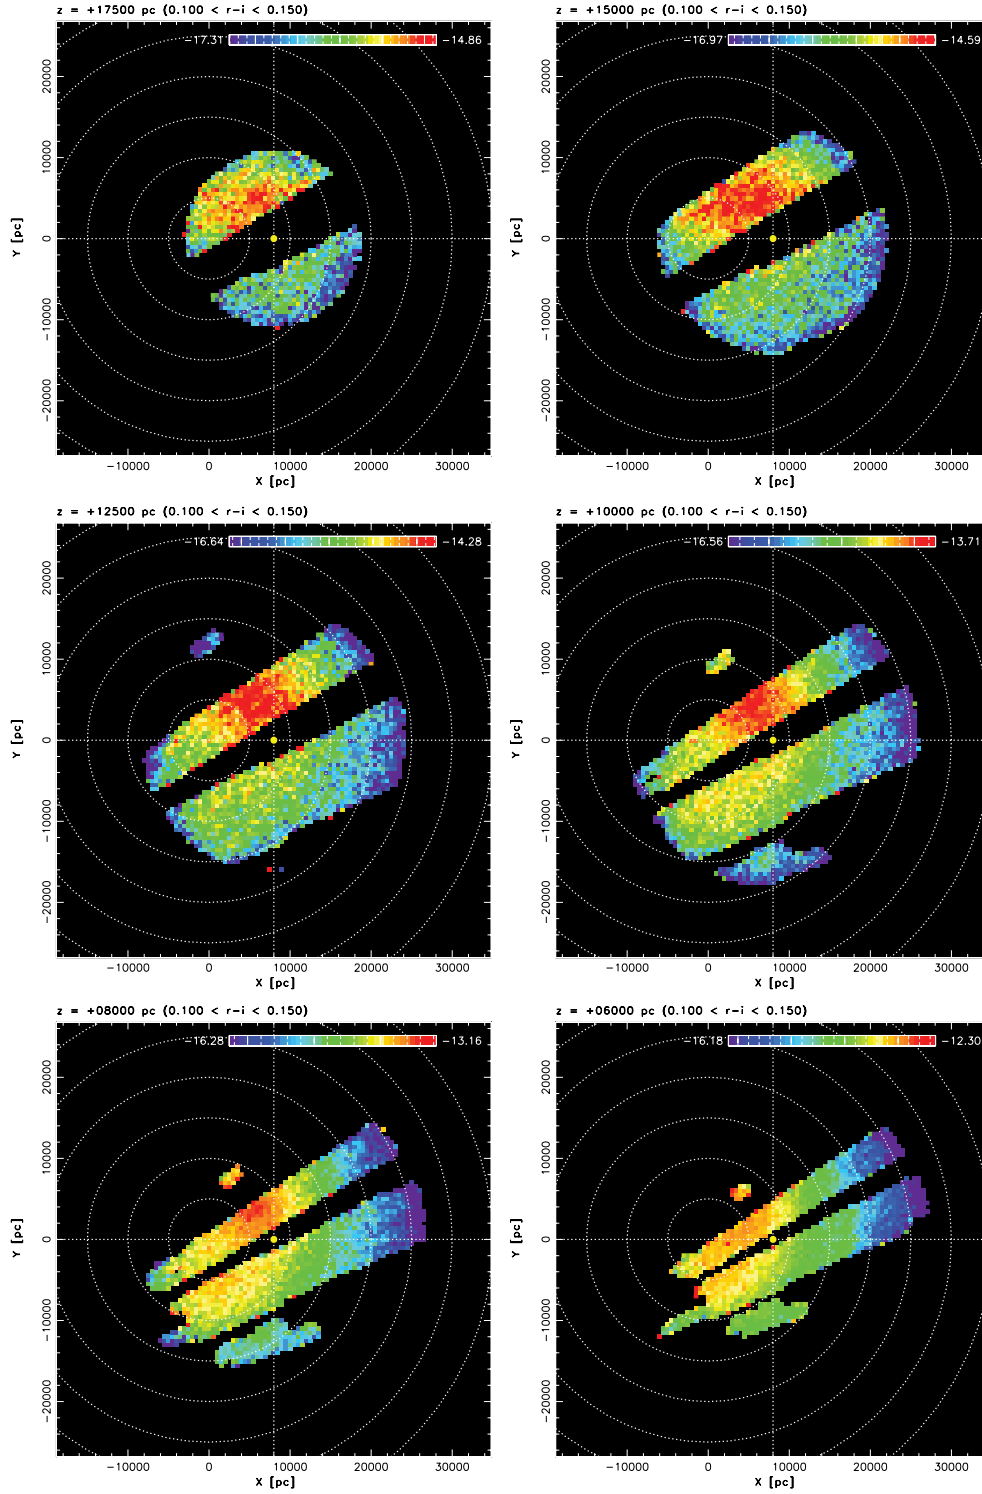 z = +17500 pc (0.100 < r-i < 0.150)
−17.31 −14.86
20000
10000
0
−10000
−20000
Y [pc]
−10000 0 10000 20000 30000
X [pc]
z = +15000 pc (0.100 < r-i < 0.150)
−16.97 −14.59
20000
10000
0
−10000
−20000
Y [pc]
−10000 0 10000 20000 30000
X [pc]
z = +12500 pc (0.100 < r-i < 0.150)
−16.64 −14.28
20000
10000
0
−10000
−20000
Y [pc]
−10000 0 10000 20000 30000
X [pc]
z = +10000 pc (0.100 < r-i < 0.150)
−16.56 −13.71
20000
10000
0
−10000
−20000
Y [pc]
−10000 0 10000 20000 30000
X [pc]
z = +08000 pc (0.100 < r-i < 0.150)
−16.28 −13.16
20000
10000
0
−10000
−20000
Y [pc]
−10000 0 10000 20000 30000
X [pc]
z = +06000 pc (0.100 < r-i < 0.150)
−16.18 −12.30
20000
10000
0
−10000
−20000
Y [pc]
−10000 0 10000 20000 30000
X [pc]